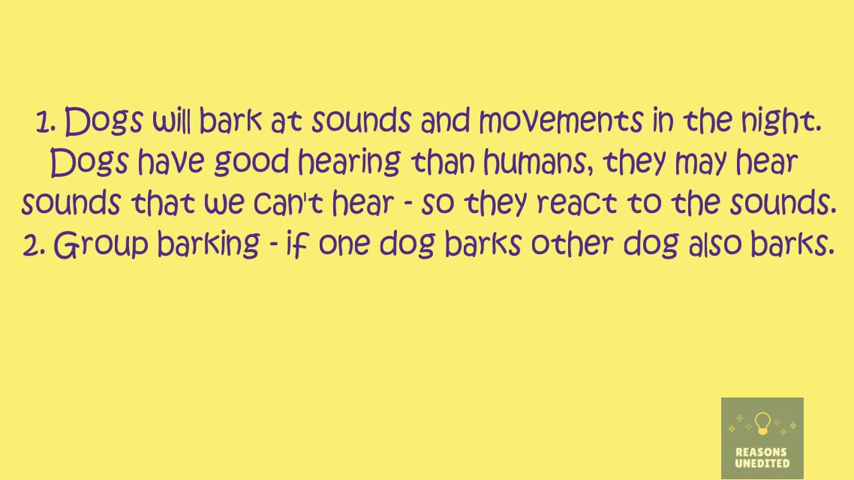 1. Dogs will bark at sounds and movements in the night.
Dogs have good hearing than humans, they may hear
sounds that we can't hear - so they react to the sounds.
2. Group barking - if one dog barks other dog also barks.
REASONS
UNEDITED